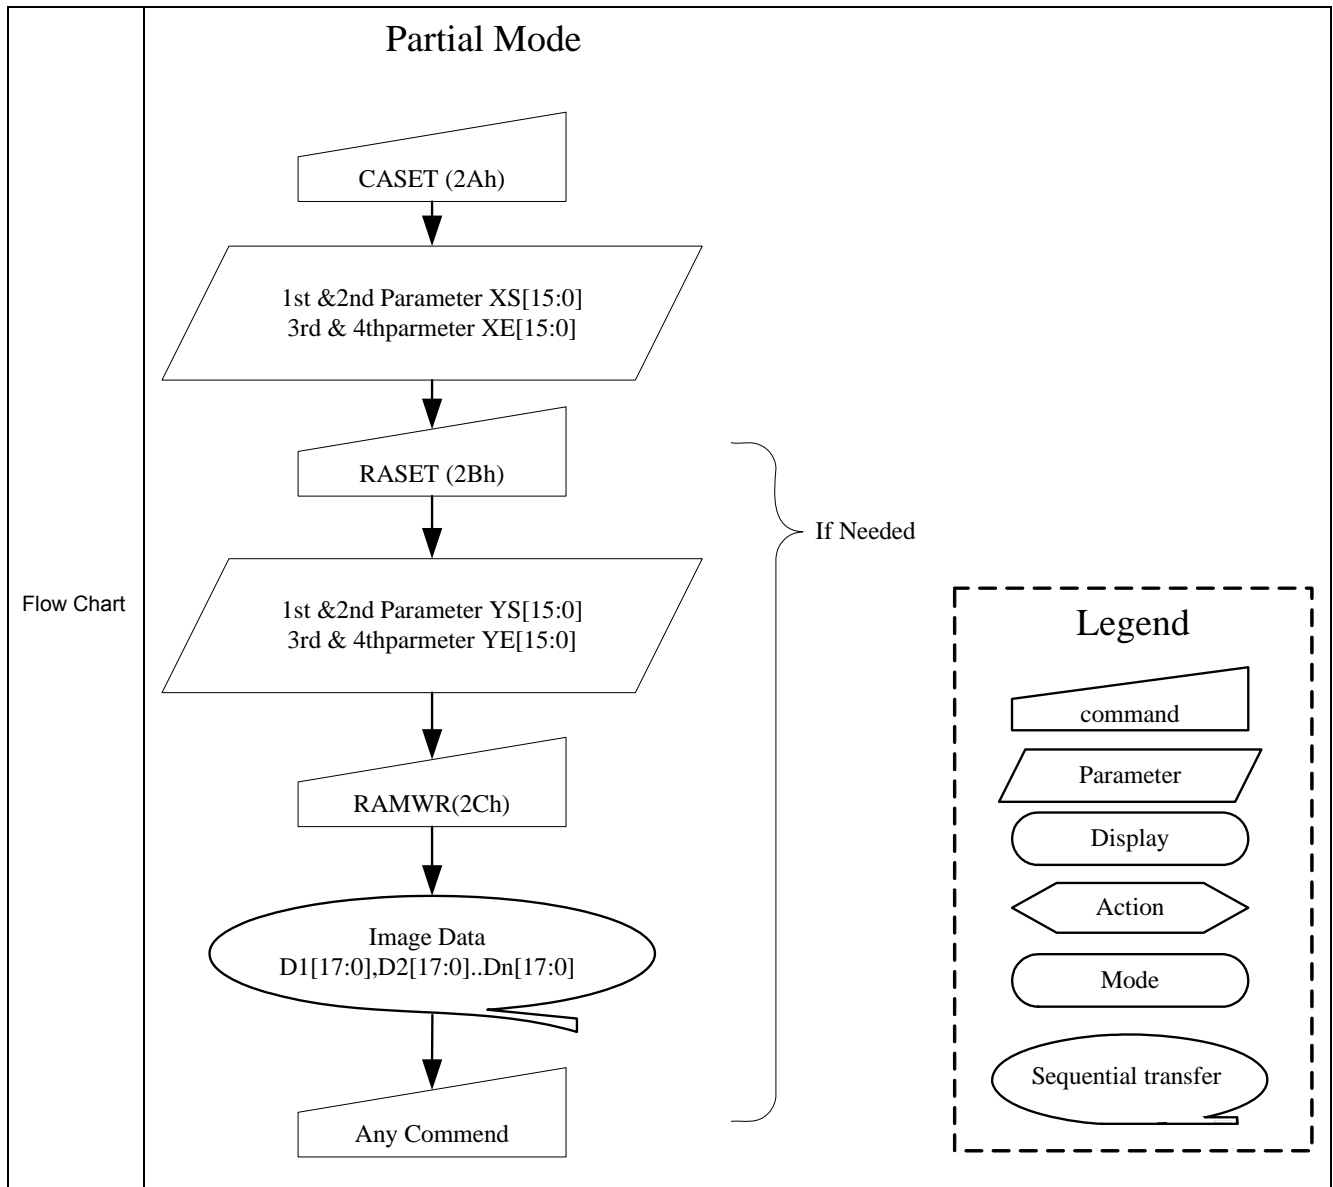 Partial Mode
CASET (2Ah)
1st &2nd Parameter XS[15:0]
3rd & 4thparmeter XE[15:0]
RASET (2Bh)
If Needed
1st &2nd Parameter YS[15:0]
3rd & 4thparmeter YE[15:0]
RAMWR(2Ch)
Image Data
D1[17:0],D2[17:0]..Dn[17:0]
Any Commend
Flow Chart
Legend
command
Parameter
Display
Action
Mode
Sequential transfer